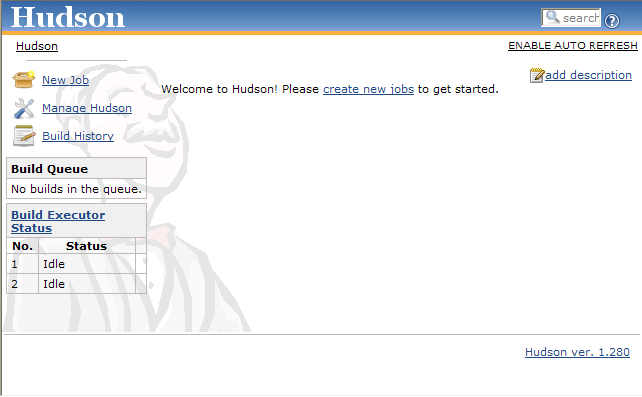 Hudson
search
Hudson
ENABLE AUTO REFRESH
New Job
Manage Hudson
Build History
add description
Welcome to Hudson! Please create new jobs to get started.
Build Queue
No builds in the queue.
Build Executor
Status
No. Status
1 Idle
2 Idle
Hudson ver. 1.280